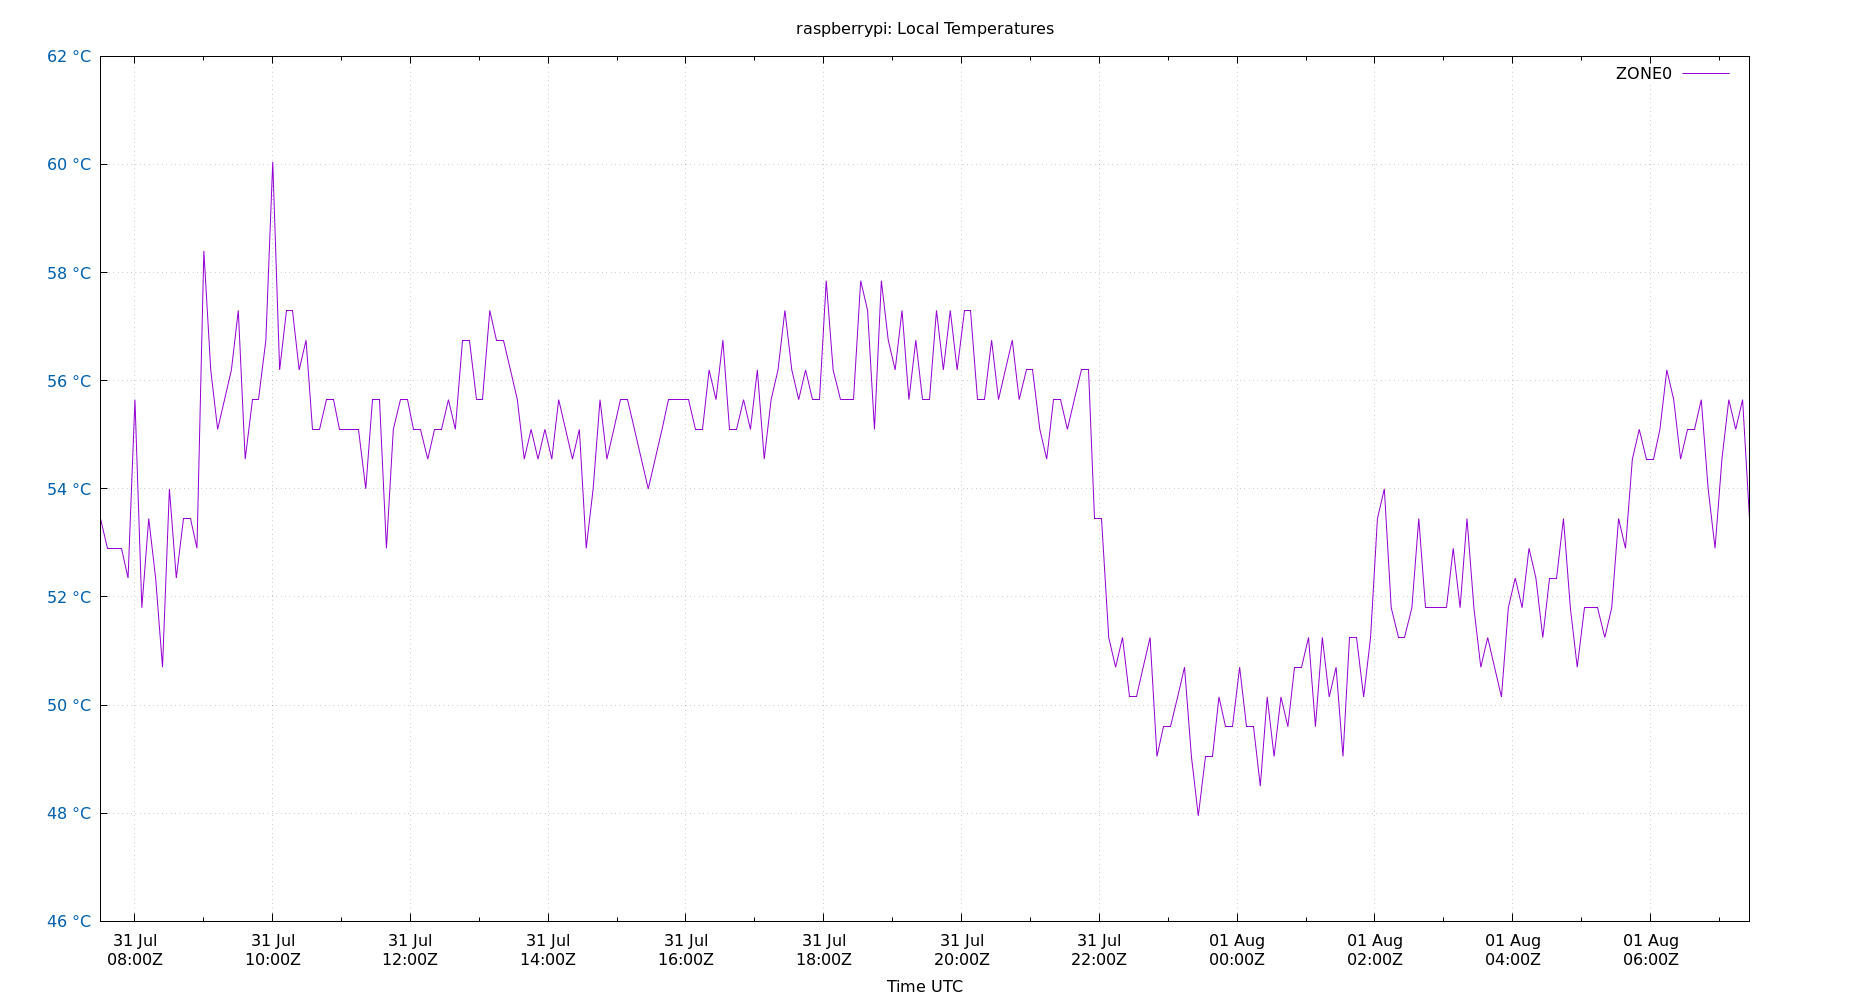 raspberrypi: Local Temperatures
62 °C
ZONE0
60 °C
58 °C
56 °C
54 °C
52 °C
50 °C
48 °C
46 °C
31 Jul 31 Jul 31 Jul 31 Jul 31 Jul 31 Jul 31 Jul 31 Jul 01 Aug 01 Aug 01 Aug 01 Aug
08:00Z 10:00Z 12:00Z 14:00Z 16:00Z 18:00Z 20:00Z 22:00Z 00:00Z 02:00Z 04:00Z 06:00Z
Time UTC